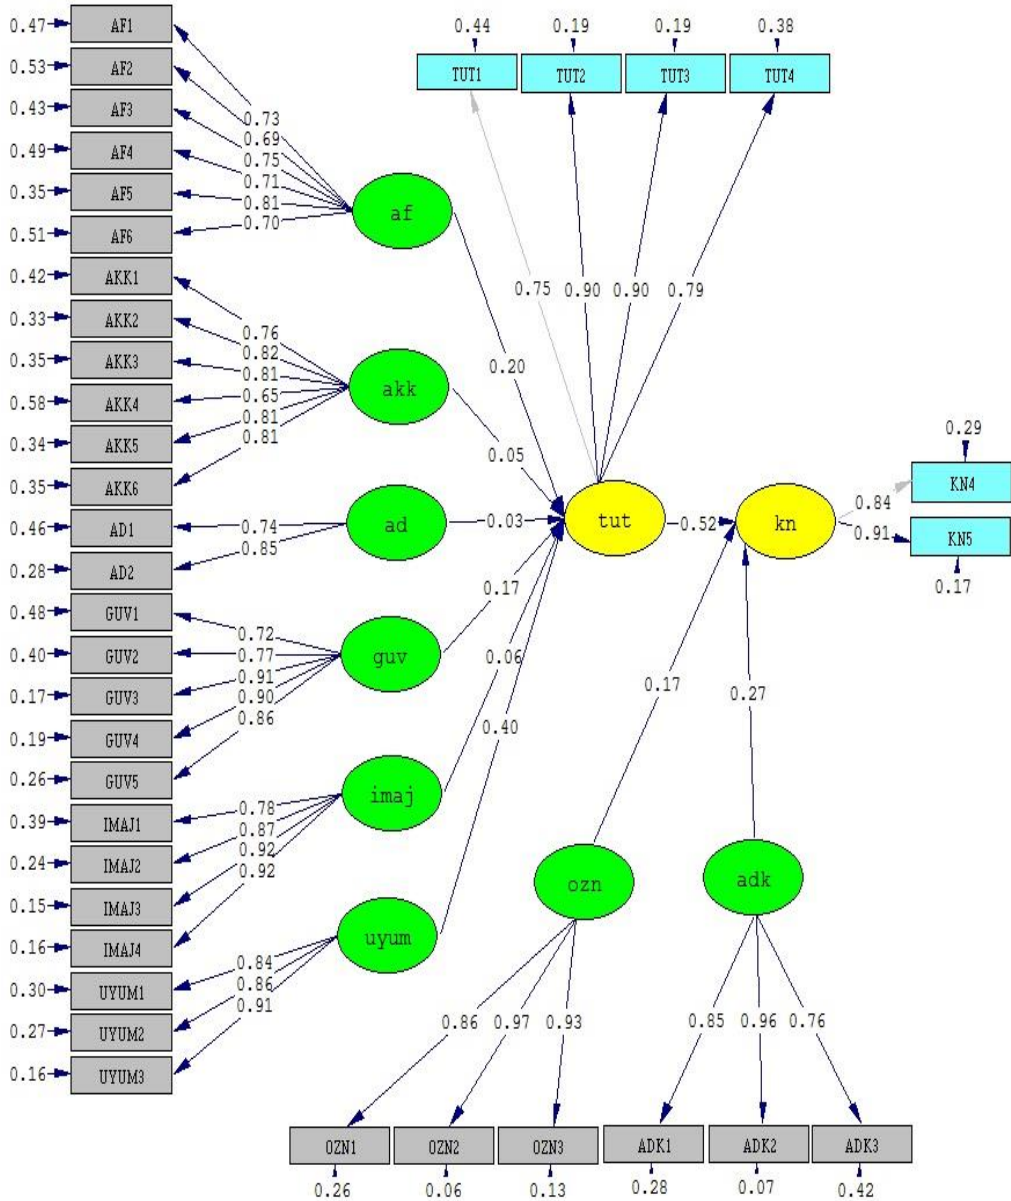 0.47 AF1
0.53 AF2
0.43 AF3
0.49 AF4
0.35 AF5
0.51 AF6
0.42 AKK1
0.33 AKK2
0.35 AKK3
0.58 AKK4
0.34 AKK5
0.35 AKK6
0.46 AD1
0.28 AD2
0.48 GUV1
0.40 GUV2
0.17 GUV3
0.19 GUV4
0.26 GUV5
0.39 IMAJ1
0.24 IMAJ2
0.15 IMAJ3
0.16 IMAJ4
0.30 UYUM1
0.27 UYUM2
0.16 UYUM3
0.73
0.69
0.75
0.71
0.81
0.70
0.76
0.82
0.81
0.65
0.81
0.81
0.74
0.85
0.72
0.77
0.91
0.90
0.86
0.78
0.87
0.92
0.92
0.84
0.86
0.91
af
akk
ad
guv
imaj
uyum
0.20
0.05
0.03
0.17
0.06
0.40
0.44 0.19 0.19 0.38
TUT1 TUT2 TUT3 TUT4
0.75 0.90 0.90 0.79
tut 0.52 kn
0.84
0.91
0.29
KN4
KN5
0.17
0.17 0.27
ozn adk
0.86 0.97 0.93 0.85 0.96 0.76
OZN1 OZN2 OZN3 ADK1 ADK2 ADK3
0.26 0.06 0.13 0.28 0.07 0.42